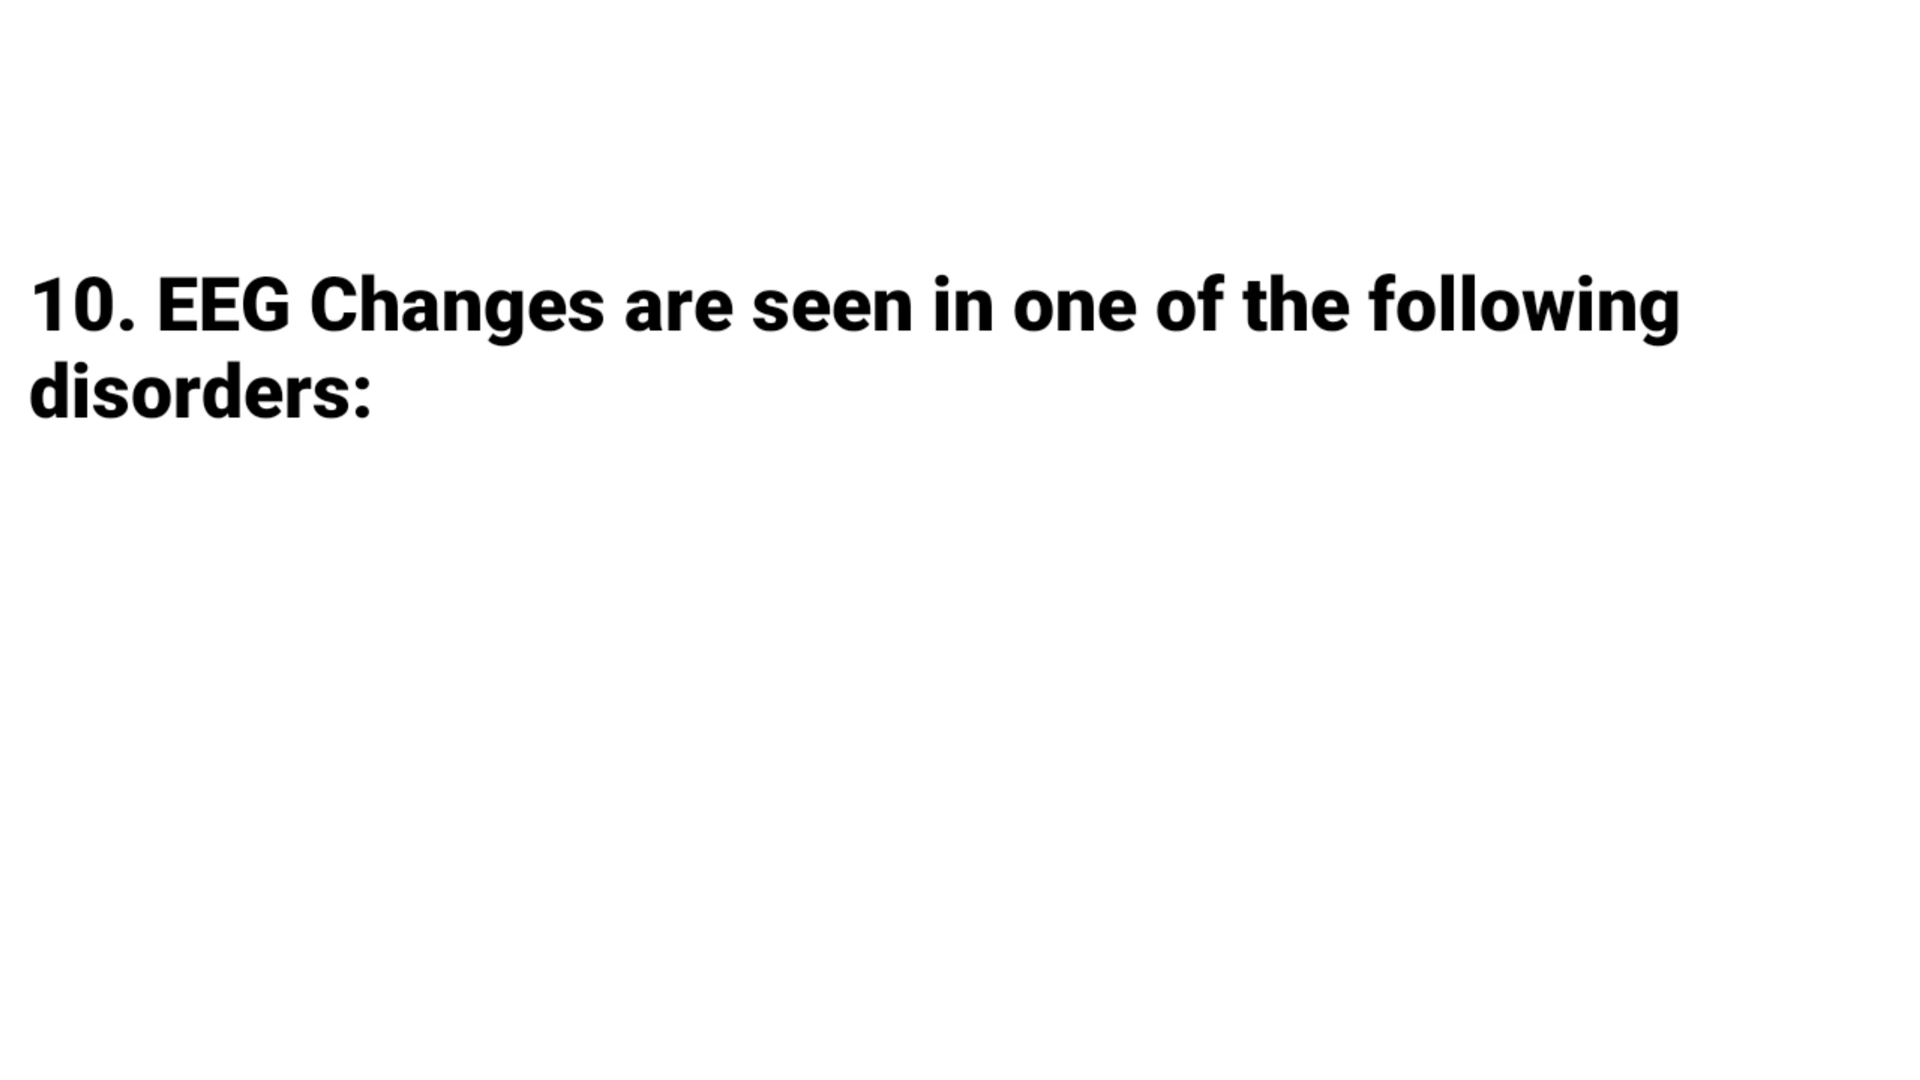 10. EEG Changes are seen in one of the following
disorders: